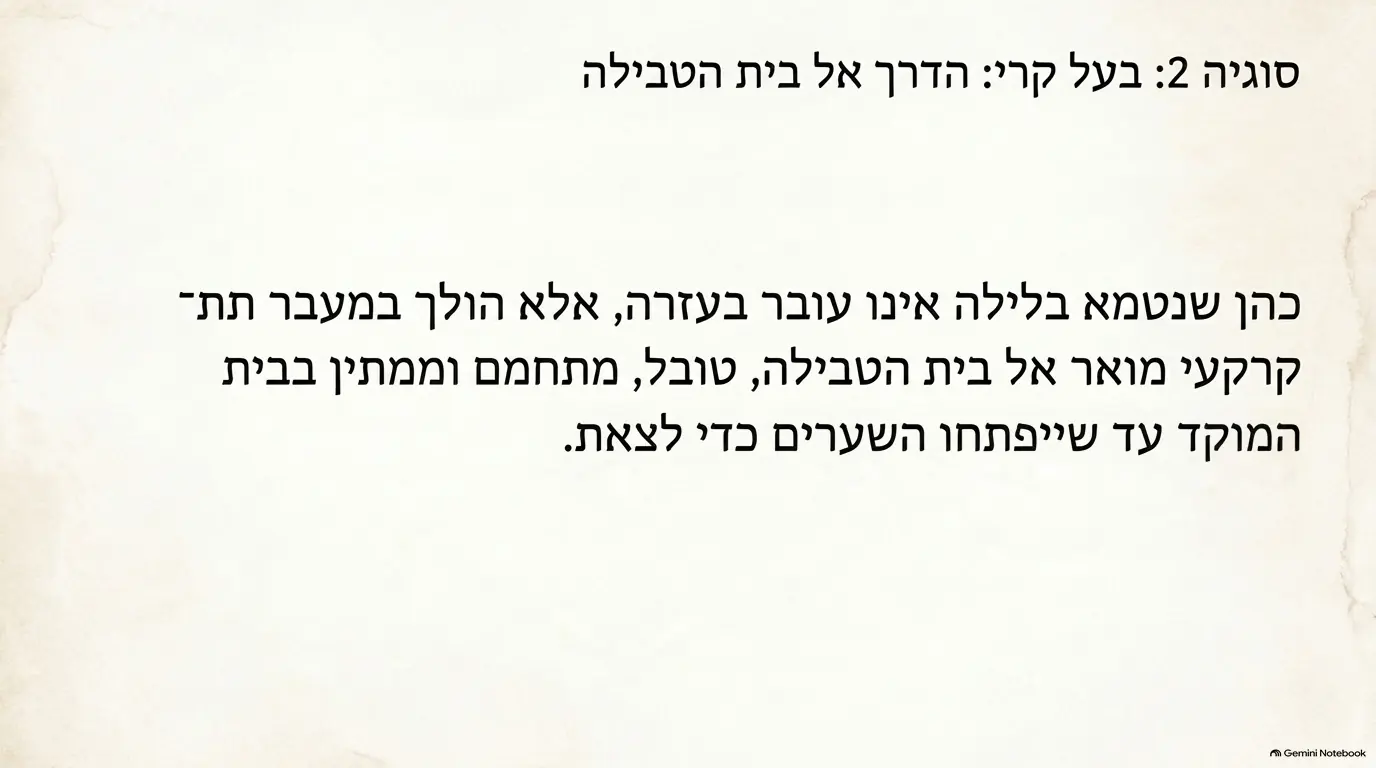 סוגיה 2: בעל קרי: הדרך אל בית הטבילה
כהן שנטמא בלילה אינו עובר בעזרה, אלא הולך במעבר תת־
קרקעי מואר אל בית הטבילה, טובל, מתחמם וממתין בבית
המוקד עד שייפתחו השערים כדי לצאת.
Gemini Notebook